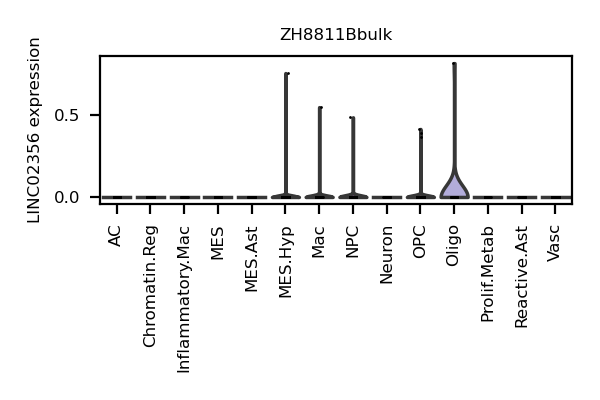 ZH8811Bbulk
LINC02356 expression
0.5
0.0
AC
Chromatin.Reg
Inflammatory.Mac
MES
MES.Ast
MES.Hyp
Mac
NPC
Neuron
OPC
Oligo
Prolif.Metab
Reactive.Ast
Vasc